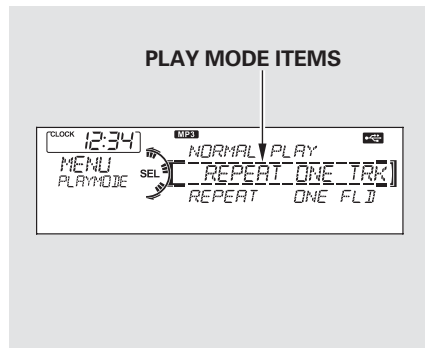 PLAY MODE ITEMS
CLOCK 12:34
MP3
NORMAL PLAY
MENU
PLAYMODE
SEL
REPEAT ONE TRK
REPEAT ONE FLD